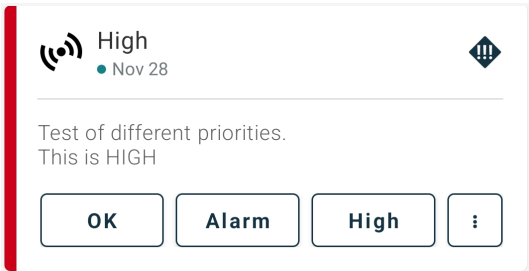 High
Nov 28
!!!
Test of different priorities.
This is HIGH
OK
Alarm
High